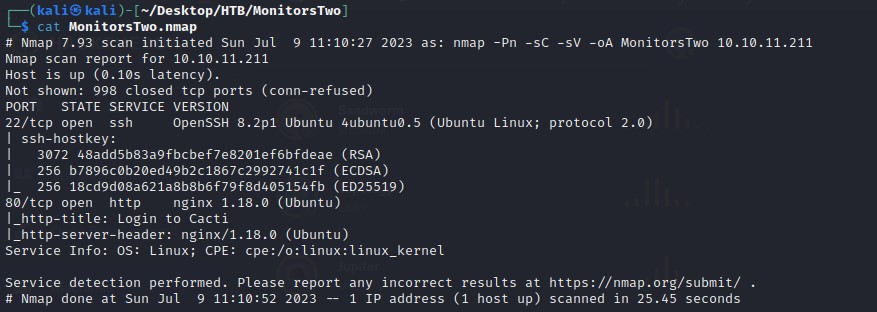 ┌──(kali㉿kali)-[~/Desktop/HTB/MonitorsTwo]
└─$ cat MonitorsTwo.nmap
# Nmap 7.93 scan initiated Sun Jul  9 11:10:27 2023 as: nmap -Pn -sC -sV -oA MonitorsTwo 10.10.11.211
Nmap scan report for 10.10.11.211
Host is up (0.10s latency).
Not shown: 998 closed tcp ports (conn-refused)
PORT   STATE SERVICE VERSION
22/tcp open  ssh     OpenSSH 8.2p1 Ubuntu 4ubuntu0.5 (Ubuntu Linux; protocol 2.0)
| ssh-hostkey:
|   3072 48add5b83a9fbcbef7e8201ef6bfdeae (RSA)
|   256 b7896c0b20ed49b2c1867c2992741c1f (ECDSA)
|_  256 18cd9d08a621a8b8b6f79f8d405154fb (ED25519)
80/tcp open  http    nginx 1.18.0 (Ubuntu)
|_http-title: Login to Cacti
|_http-server-header: nginx/1.18.0 (Ubuntu)
Service Info: OS: Linux; CPE: cpe:/o:linux:linux_kernel

Service detection performed. Please report any incorrect results at https://nmap.org/submit/ .
# Nmap done at Sun Jul  9 11:10:52 2023 -- 1 IP address (1 host up) scanned in 25.45 seconds